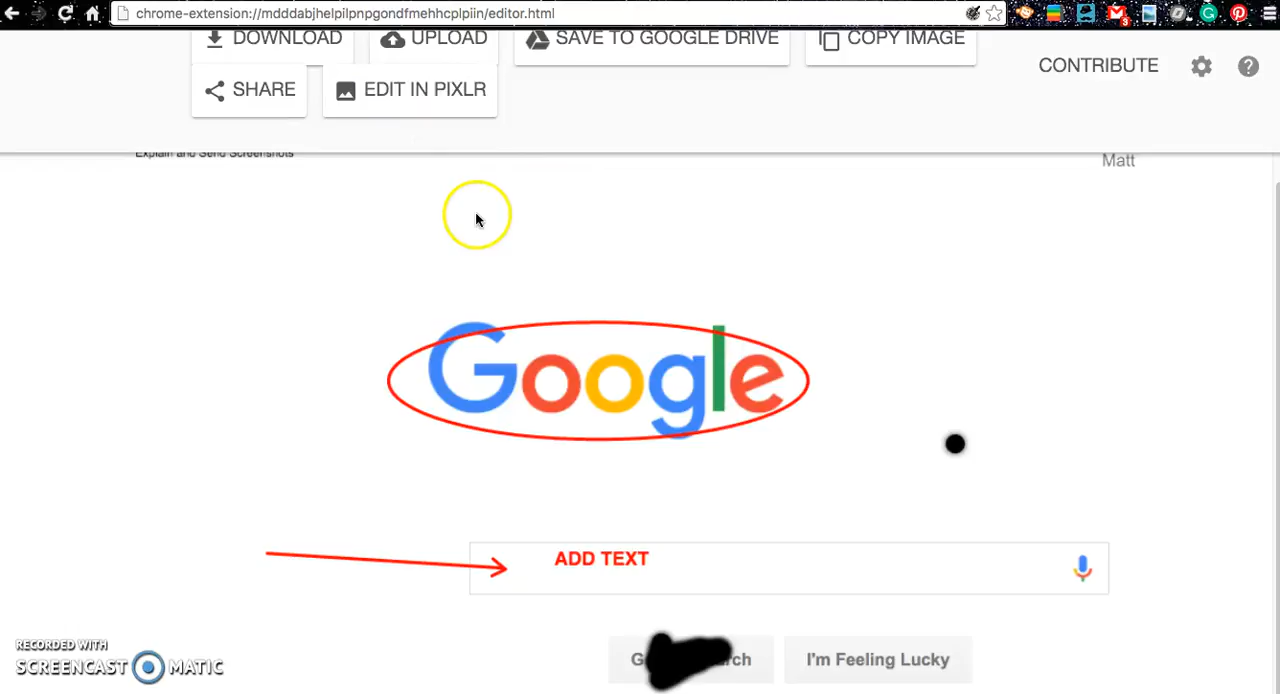 chrome-extension://mdddabjhelpilpnpgondfmehhcplpiin/editor.html
3
DOWNLOAD UPLOAD SAVE TO GOOGLE DRIVE COPY IMAGE
CONTRIBUTE
SHARE EDIT IN PIXLR
Explain and Send Screenshots
Matt
Google
ADD TEXT
I'm Feeling Lucky
RECORDED WITH
SCREENCAST MATIC